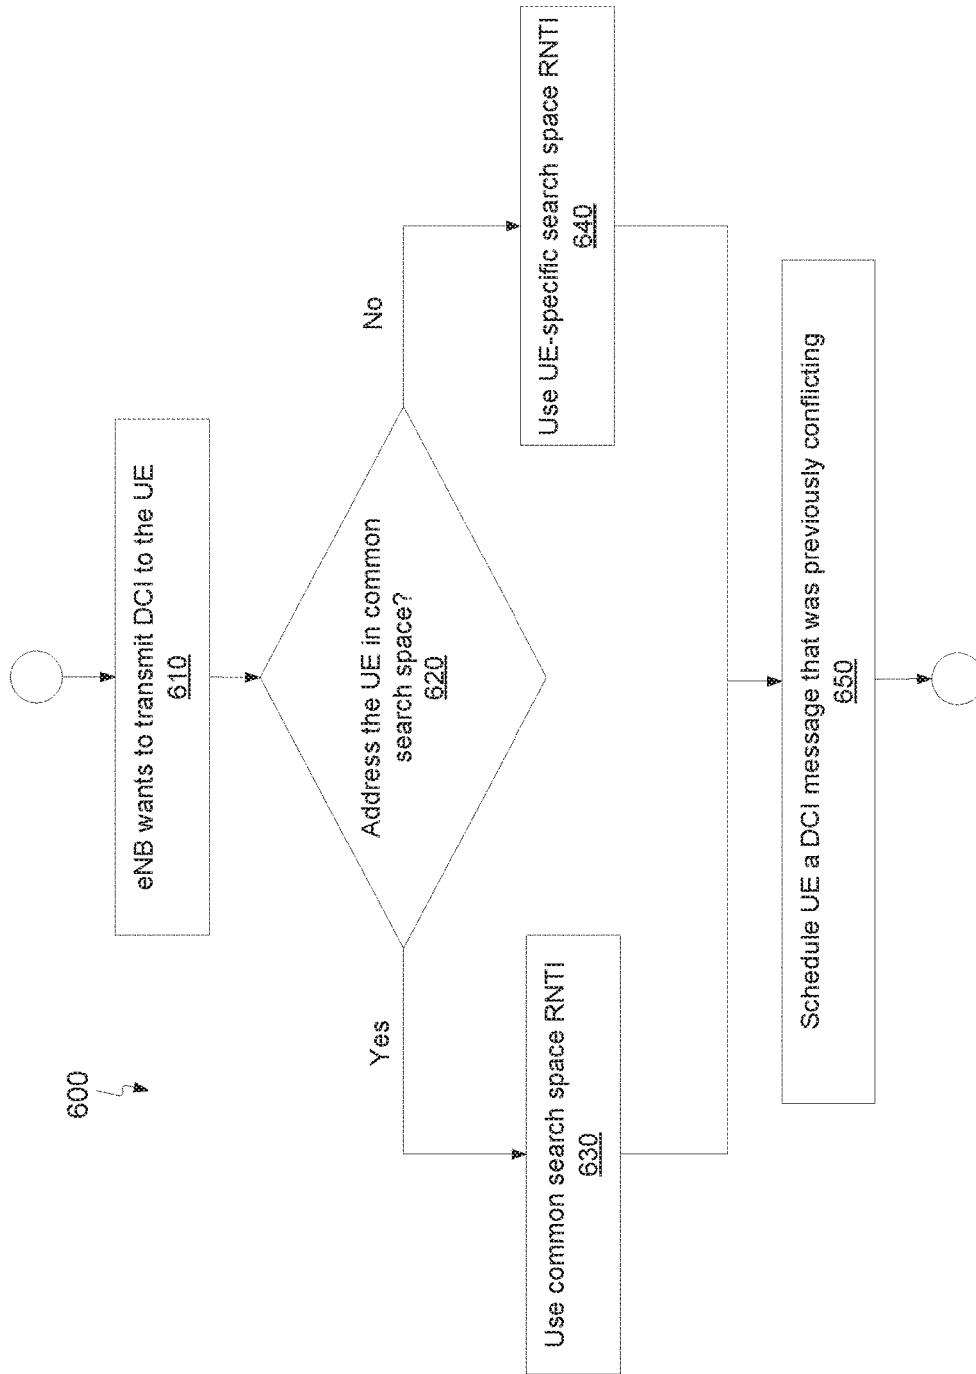 600
eNB wants to transmit DCI to the UE
610
Address the UE in common
search space?
620
Yes
No
Use common search space RNTI
630
Use UE-specific search space RNTI
640
Schedule UE a DCI message that was previously conflicting
650